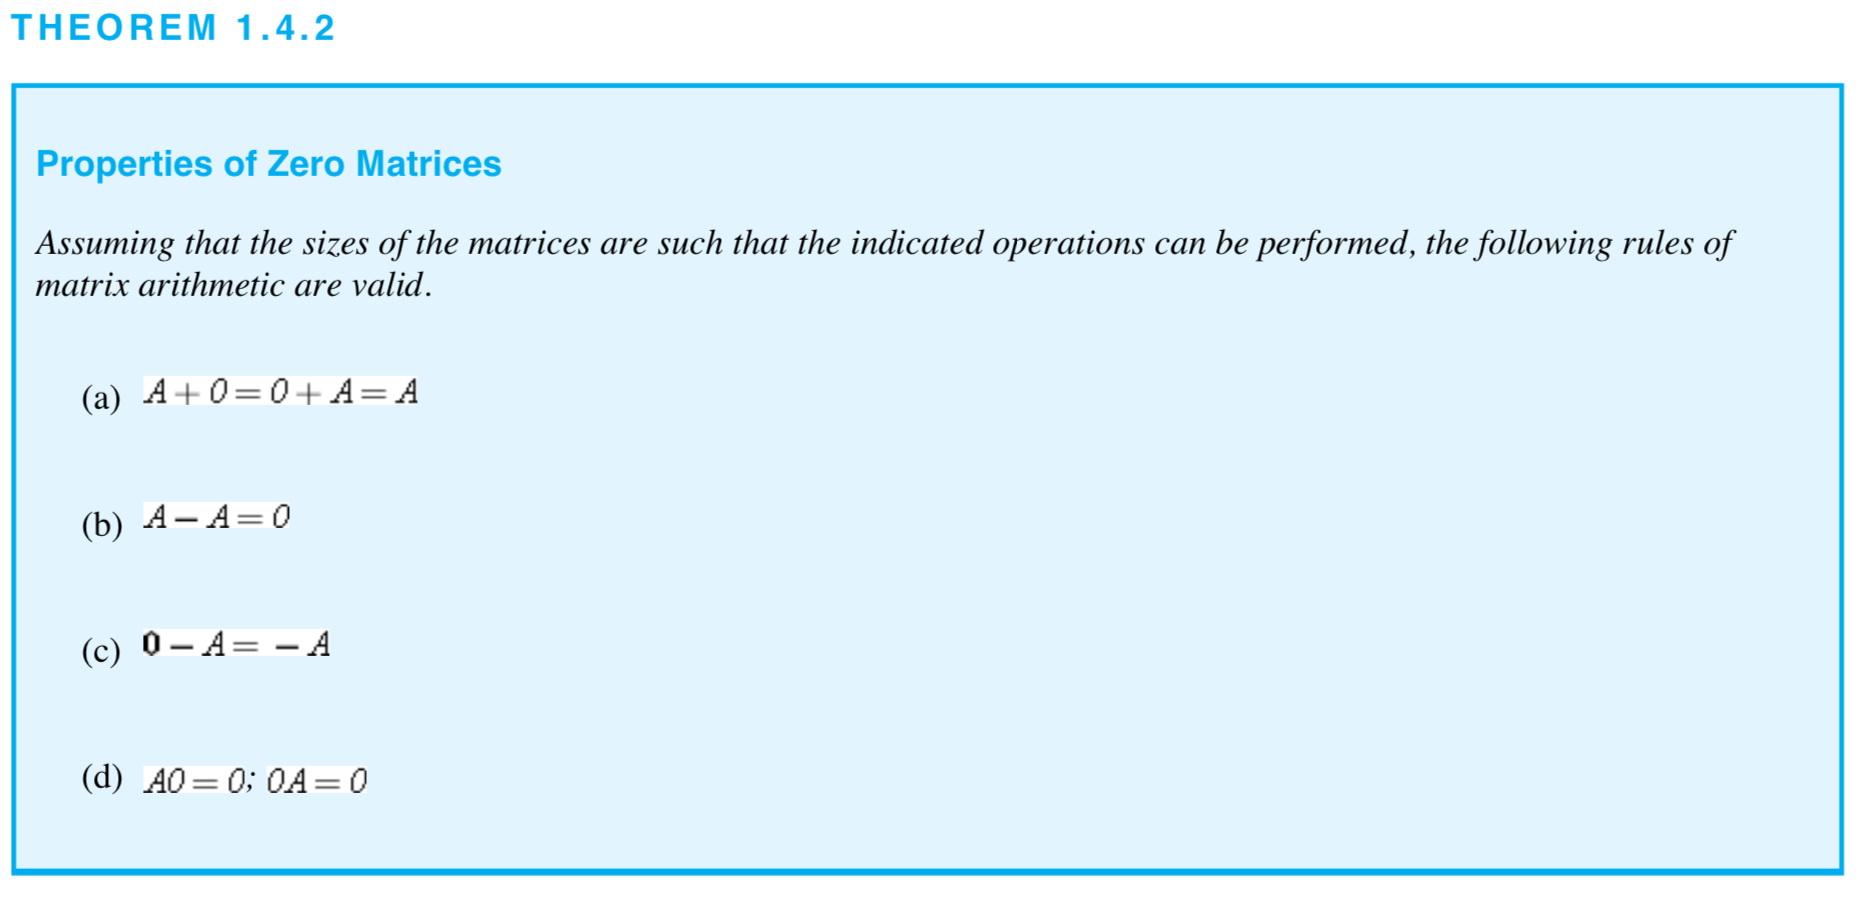 THEOREM 1.4.2
Properties of Zero Matrices
Assuming that the sizes of the matrices are such that the indicated operations can be performed, the following rules of
matrix arithmetic are valid.
(a) A + 0 = 0 + A = A
(b) A – A = 0
(c) 0 – A = – A
(d) A0 = 0; 0A = 0